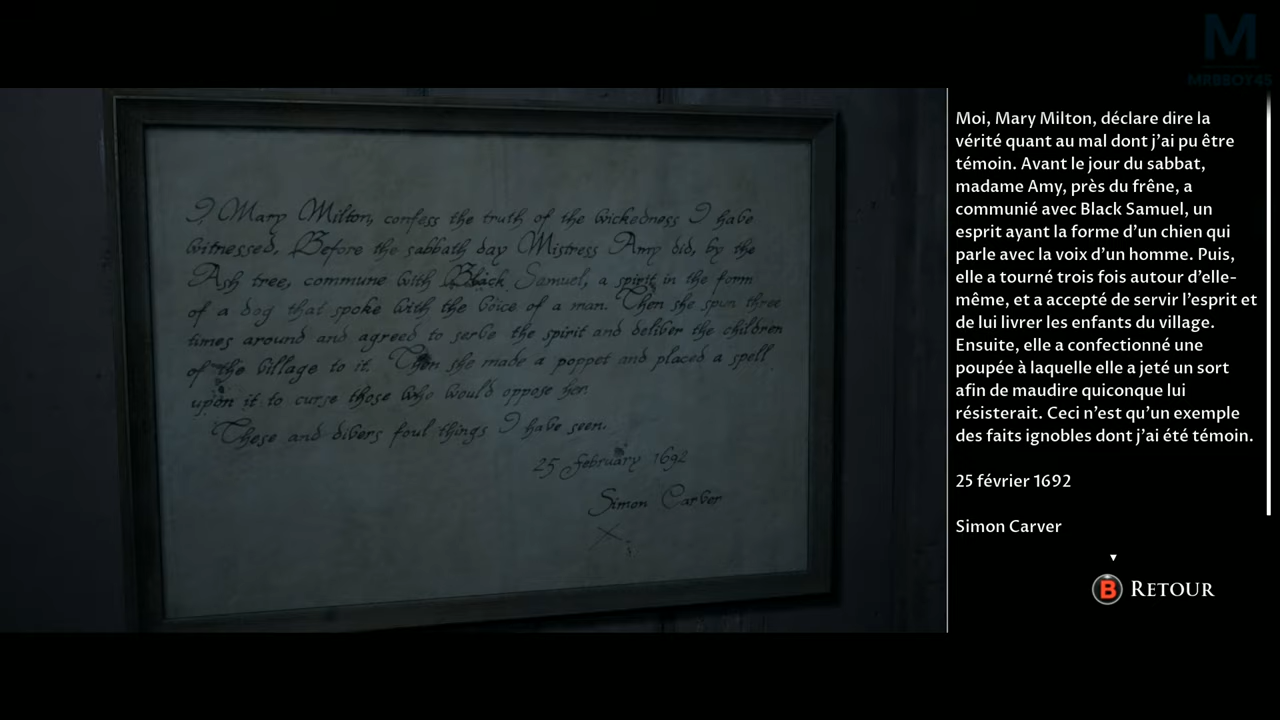 M
MRBBOY45
I, Mary Milton, confess the truth of the wickedness I have
witnessed. Before the sabbath day Mistress Amy did, by the
Ash tree, commune with Black Samuel, a spirit in the form
of a dog that spoke with the voice of a man. Then she spun three
times around and agreed to serve the spirit and deliver the children
of the village to it. Then she made a poppet and placed a spell
upon it to curse those who would oppose her.
These and divers foul things I have seen.
25 February 1692
Simon Carver
X
Moi, Mary Milton, déclare dire la
vérité quant au mal dont j'ai pu être
témoin. Avant le jour du sabbat,
madame Amy, près du frêne, a
communié avec Black Samuel, un
esprit ayant la forme d'un chien qui
parle avec la voix d'un homme. Puis,
elle a tourné trois fois autour d'elle-
même, et a accepté de servir l'esprit et
de lui livrer les enfants du village.
Ensuite, elle a confectionné une
poupée à laquelle elle a jeté un sort
afin de maudire quiconque lui
résisterait. Ceci n'est qu'un exemple
des faits ignobles dont j'ai été témoin.
25 février 1692
Simon Carver
B RETOUR